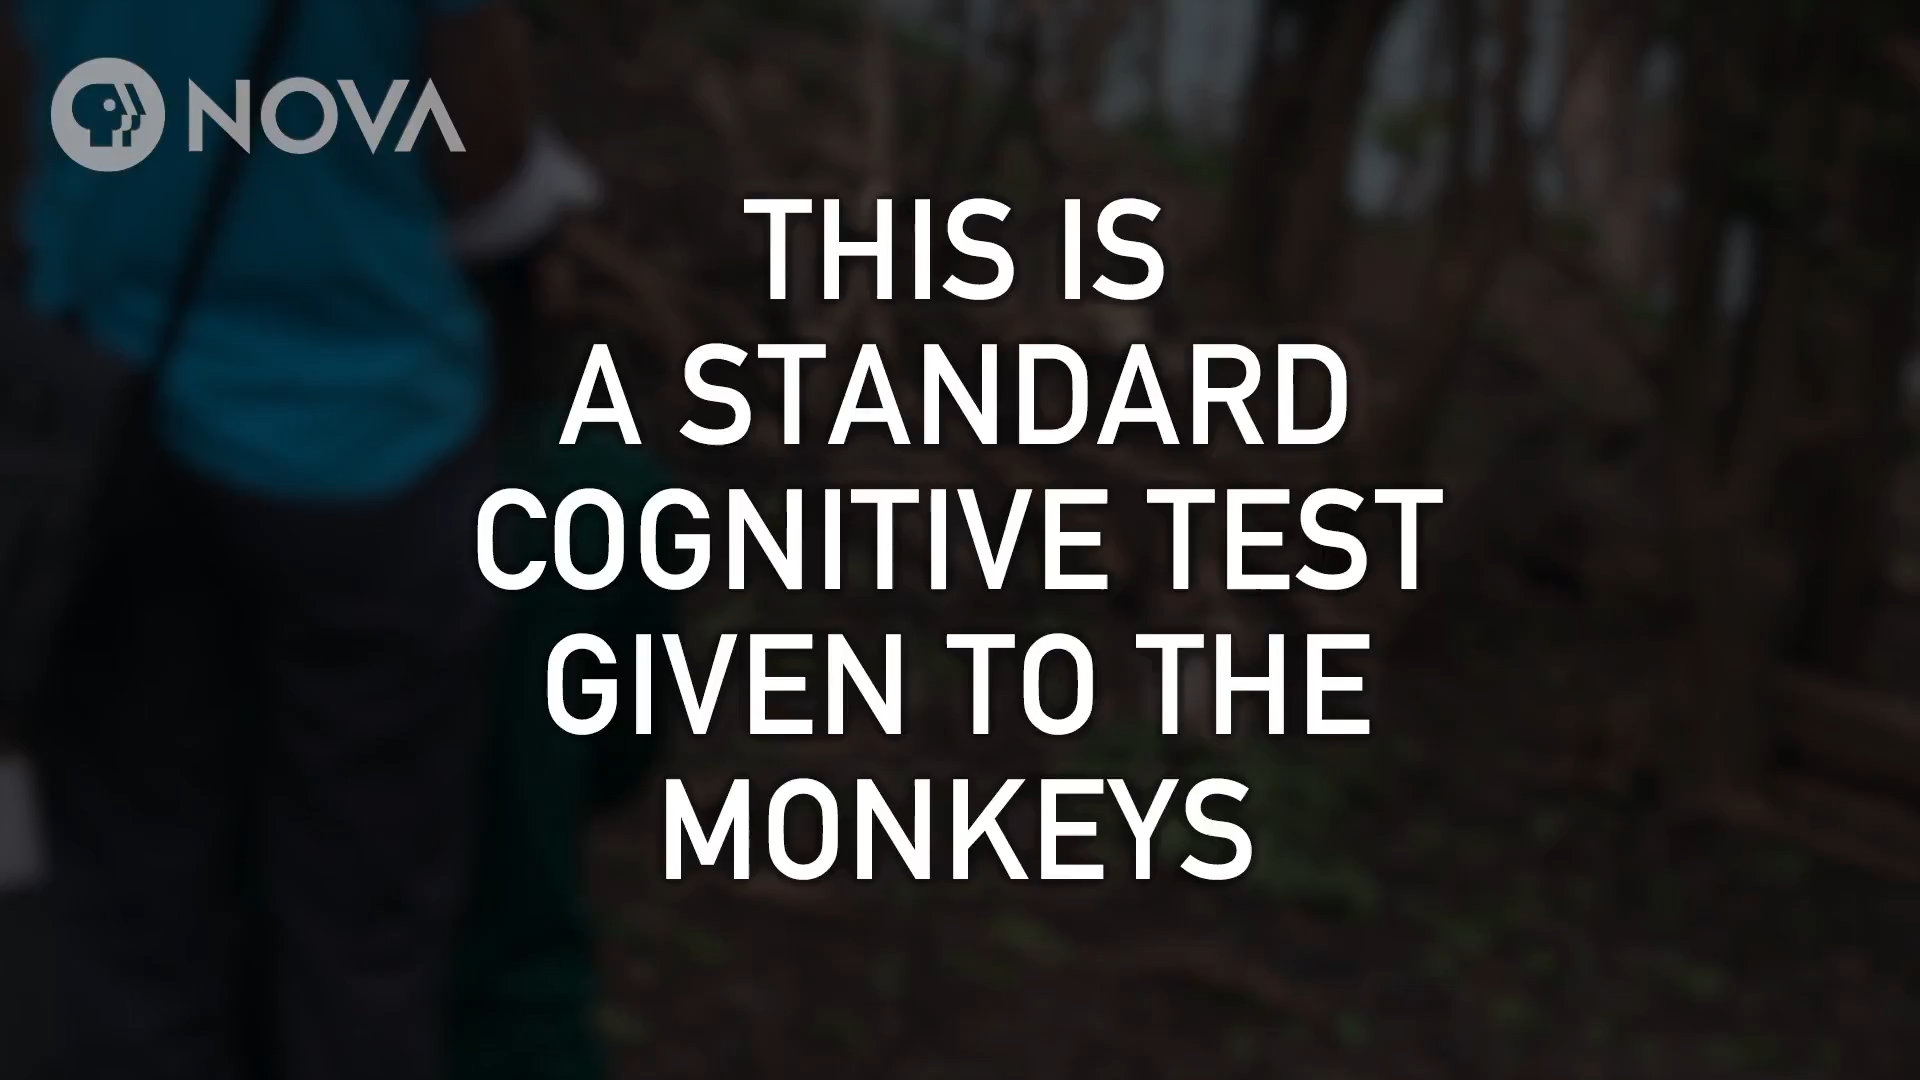 NOVA
THIS IS
A STANDARD
COGNITIVE TEST
GIVEN TO THE
MONKEYS